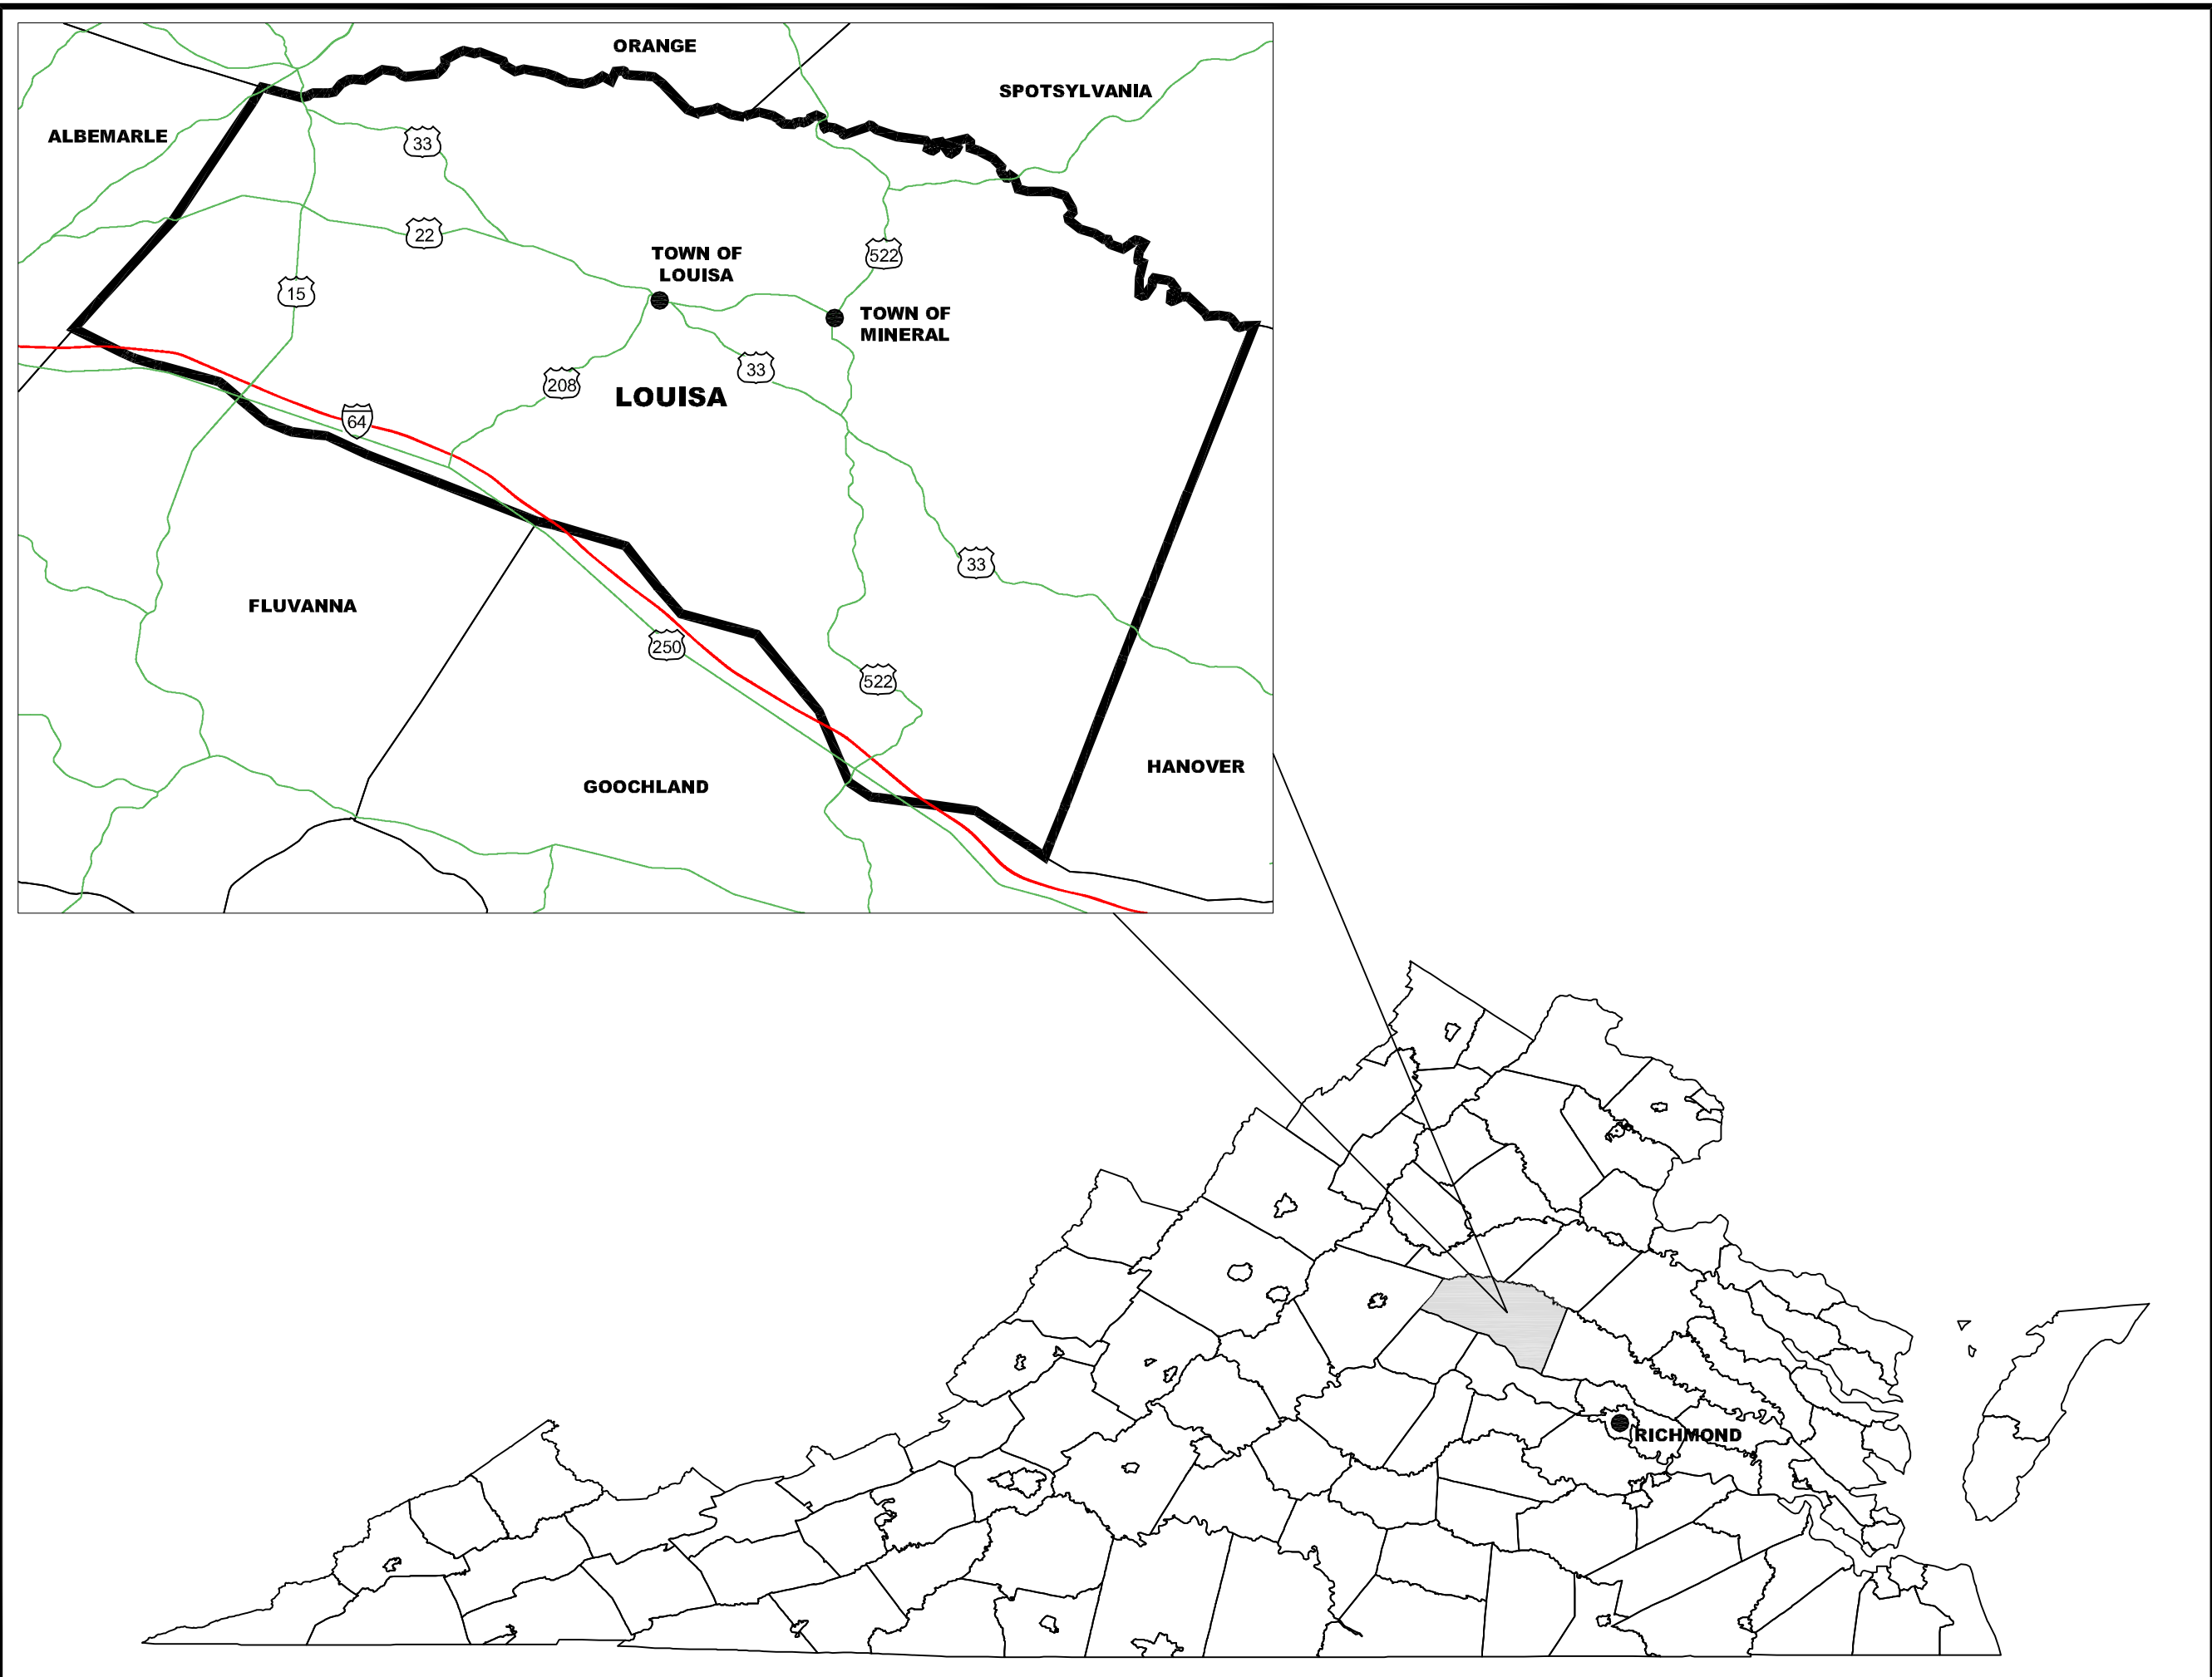 ORANGE
SPOTSYLVANIA
ALBEMARLE
33
22
TOWN OF
LOUISA
522
15
TOWN OF
MINERAL
33
208
LOUISA
64
33
FLUVANNA
250
522
HANOVER
GOOCHLAND
RICHMOND